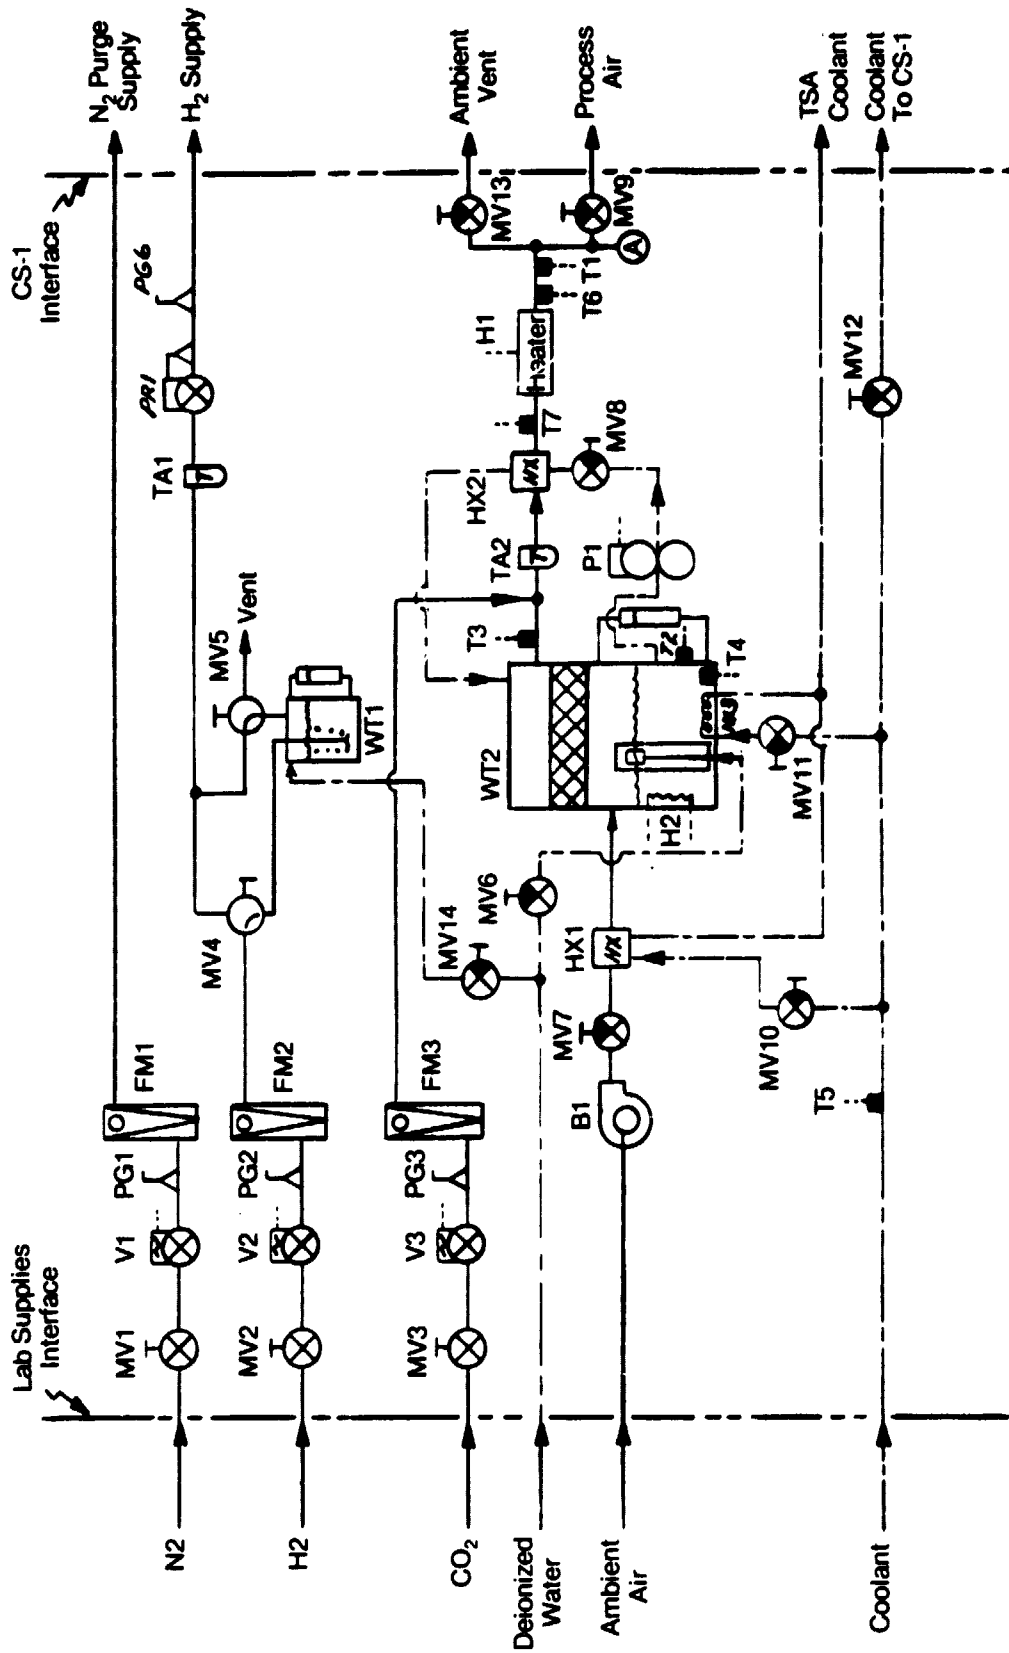 Lab Supplies
Interface
CS-1
Interface
N2
MV1
V1
PG1
FM1
N2 Purge
Supply
H2
MV2
V2
PG2
FM2
MV4
MV5
Vent
WT1
TA1
PR1
PG6
H2 Supply
CO2
MV3
V3
PG3
FM3
MV14
Deionized
Water
MV6
WT2
T3
TA2
HX2
HX
T7
H1
Heater
T6
T1
MV13
Ambient
Vent
MV9
Process
Air
A
MV8
P1
T2
T4
HX3
H2
Ambient
Air
B1
MV7
HX1
HX
MV10
MV11
TSA
Coolant
Coolant
T5
MV12
Coolant
To CS-1